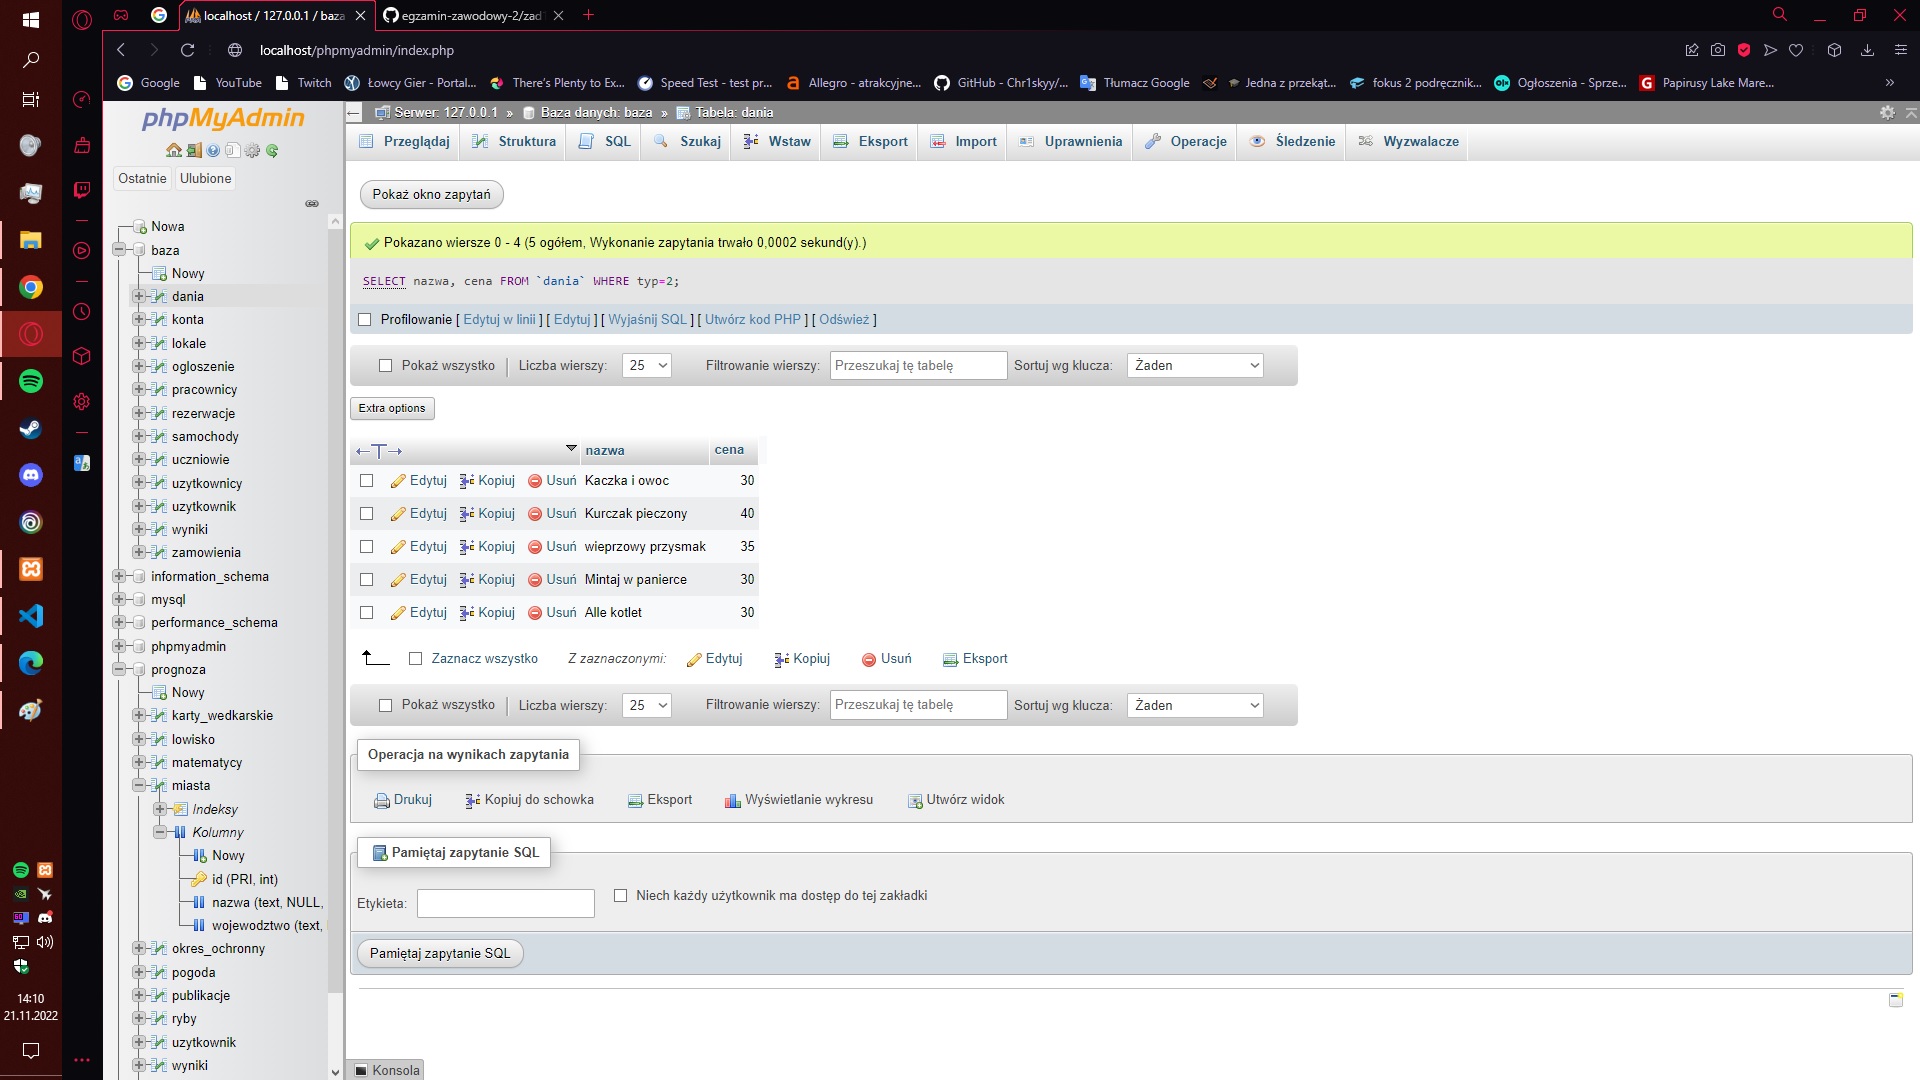 localhost / 127.0.0.1 / baza
egzamin-zawodowy-2/zad1
localhost/phpmyadmin/index.php
Google
YouTube
Twitch
Łowcy Gier - Portal...
There's Plenty to Ex...
Speed Test - test pr...
Allegro - atrakcyjne...
GitHub - Chr1skyy/...
Tłumacz Google
Jedna z przekąt...
fokus 2 podręcznik...
Ogłoszenia - Sprze...
Papirusy Lake Mare...
»
phpMyAdmin
Ostatnie
Ulubione
Nowa
baza
Nowy
dania
konta
lokale
ogloszenie
pracownicy
rezerwacje
samochody
uczniowie
uzytkownicy
uzytkownik
wyniki
zamowienia
information_schema
mysql
performance_schema
phpmyadmin
prognoza
Nowy
karty_wedkarskie
lowisko
matematycy
miasta
Indeksy
Kolumny
Nowy
id (PRI, int)
nazwa (text, NULL,
wojewodztwo (text,
okres_ochronny
pogoda
publikacje
ryby
uzytkownik
wyniki
Serwer: 127.0.0.1 » Baza danych: baza » Tabela: dania
Przeglądaj
Struktura
SQL
Szukaj
Wstaw
Eksport
Import
Uprawnienia
Operacje
Śledzenie
Wyzwalacze
Pokaż okno zapytań
Pokazano wiersze 0 - 4 (5 ogółem, Wykonanie zapytania trwało 0,0002 sekund(y).)
SELECT nazwa, cena FROM `dania` WHERE typ=2;
Profilowanie [ Edytuj w linii ] [ Edytuj ] [ Wyjaśnij SQL ] [ Utwórz kod PHP ] [ Odśwież ]
Pokaż wszystko | Liczba wierszy: 25 Filtrowanie wierszy: Przeszukaj tę tabelę Sortuj wg klucza: Żaden
Extra options
nazwa cena
Edytuj Kopiuj Usuń Kaczka i owoc 30
Edytuj Kopiuj Usuń Kurczak pieczony 40
Edytuj Kopiuj Usuń wieprzowy przysmak 35
Edytuj Kopiuj Usuń Mintaj w panierce 30
Edytuj Kopiuj Usuń Alle kotlet 30
Zaznacz wszystko Z zaznaczonymi: Edytuj Kopiuj Usuń Eksport
Pokaż wszystko | Liczba wierszy: 25 Filtrowanie wierszy: Przeszukaj tę tabelę Sortuj wg klucza: Żaden
Operacja na wynikach zapytania
Drukuj Kopiuj do schowka Eksport Wyświetlanie wykresu Utwórz widok
Pamiętaj zapytanie SQL
Etykieta: Niech każdy użytkownik ma dostęp do tej zakładki
Pamiętaj zapytanie SQL
Konsola
14:10
21.11.2022